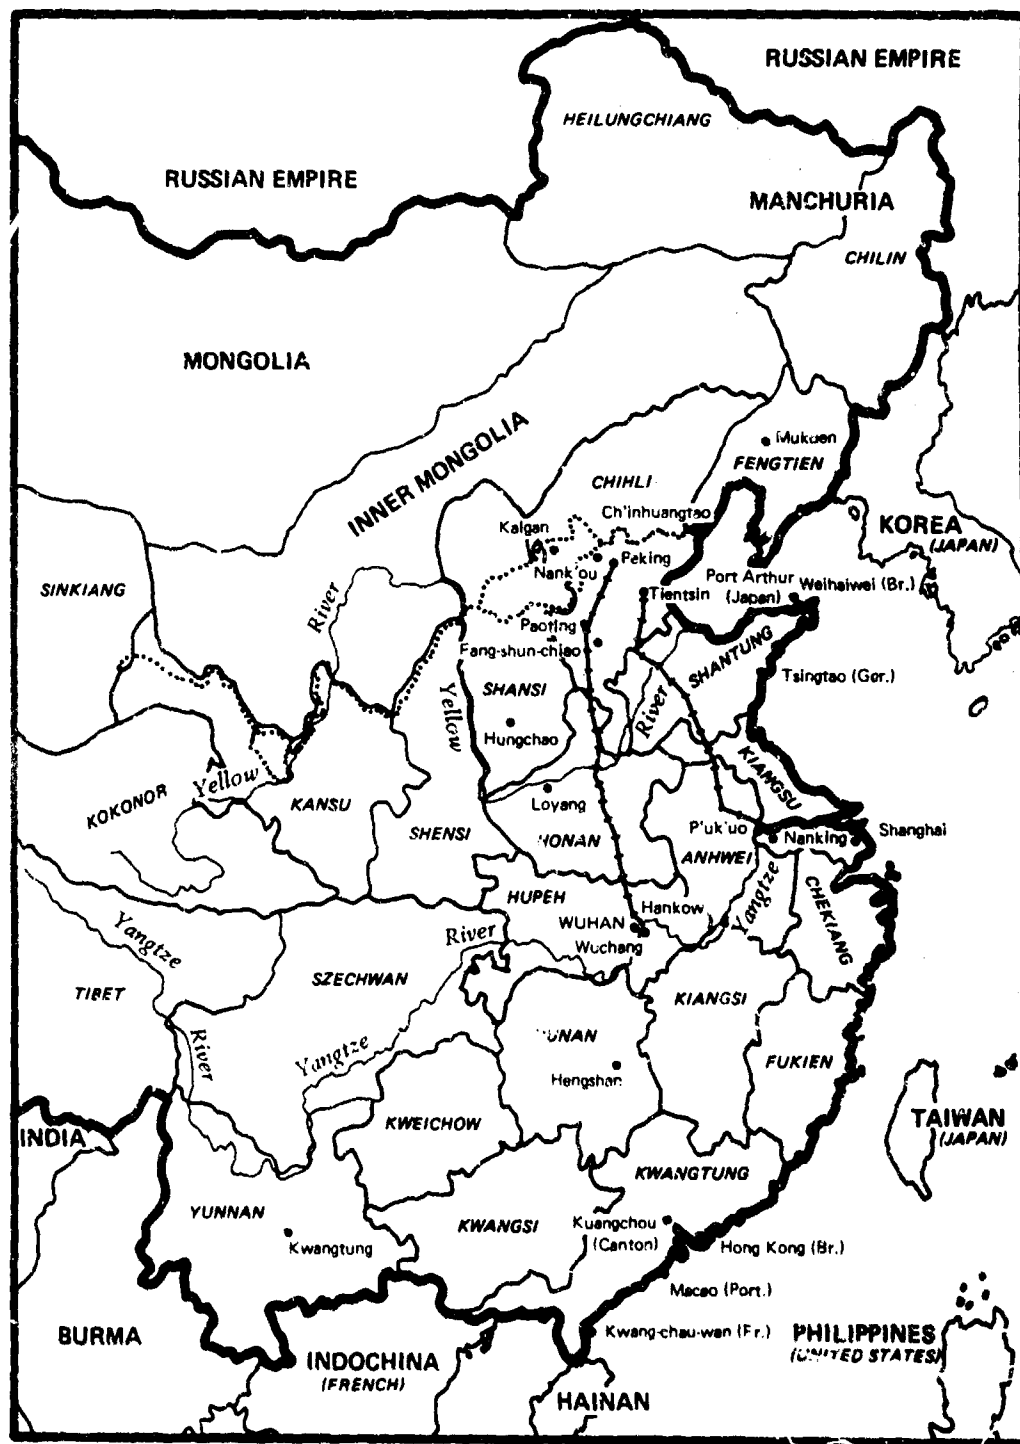 RUSSIAN EMPIRE
HEILUNGCHIANG
RUSSIAN EMPIRE
MANCHURIA
CHILIN
MONGOLIA
INNER MONGOLIA
Mukden
FENGTIEN
CHIHLI
Ch'inhuangtao
Kalgan
KOREA
(JAPAN)
Peking
Nank'ou
SINKIANG
River
Port Arthur
(Japan)
Weihaiwei (Br.)
Tientsin
Paoting
Fang-shun-chiao
SHANTUNG
Tsingtao (Ger.)
SHANSI
Yellow
River
Hungchao
KIANGSU
Yellow
KOKONOR
KANSU
Loyang
SHENSI
HONAN
P'uk'uo
Nanking
Shanghai
ANHWEI
HUPEH
Hankow
Yangtze
CHEKIANG
Yangtze
River
WUHAN
Wuchang
SZECHWAN
TIBET
KIANGSI
River
Yangtze
HUNAN
FUKIEN
Hengshan
TAIWAN
(JAPAN)
INDIA
KWEICHOW
KWANGTUNG
YUNNAN
KWANGSI
Kuangchou
(Canton)
Kwangtung
Hong Kong (Br.)
Macao (Port.)
BURMA
Kwang-chau-wan (Fr.)
PHILIPPINES
(UNITED STATES)
INDOCHINA
(FRENCH)
HAINAN